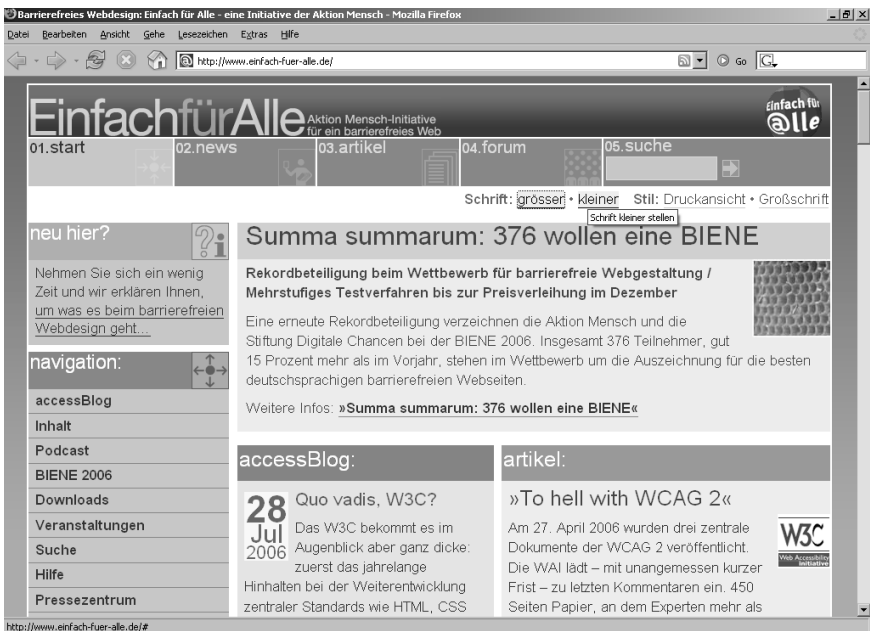 Barrierefreies Webdesign: Einfach für Alle - eine Initiative der Aktion Mensch - Mozilla Firefox
Datei Bearbeiten Ansicht Gehe Lesezeichen Extras Hilfe
http://www.einfach-fuer-alle.de/ Go G
EinfachfürAlle Aktion Mensch-Initiative
für ein barrierefreies Web
Einfach für
@lle
01.start 02.news 03.artikel 04.forum 05.suche
Schrift: grösser • kleiner Stil: Druckansicht • Großschrift
Schrift kleiner stellen
neu hier?
Nehmen Sie sich ein wenig
Zeit und wir erklären Ihnen,
um was es beim barrierefreien
Webdesign geht...
navigation:
accessBlog
Inhalt
Podcast
BIENE 2006
Downloads
Veranstaltungen
Suche
Hilfe
Pressezentrum
Summa summarum: 376 wollen eine BIENE
Rekordbeteiligung beim Wettbewerb für barrierefreie Webgestaltung /
Mehrstufiges Testverfahren bis zur Preisverleihung im Dezember
Eine erneute Rekordbeteiligung verzeichnen die Aktion Mensch und die
Stiftung Digitale Chancen bei der BIENE 2006. Insgesamt 376 Teilnehmer, gut
15 Prozent mehr als im Vorjahr, stehen im Wettbewerb um die Auszeichnung für die besten
deutschsprachigen barrierefreien Webseiten.
Weitere Infos: »Summa summarum: 376 wollen eine BIENE«
accessBlog:
28
Jul
2006
Quo vadis, W3C?
Das W3C bekommt es im
Augenblick aber ganz dicke:
zuerst das jahrelange
Hinhalten bei der Weiterentwicklung
zentraler Standards wie HTML, CSS
artikel:
»To hell with WCAG 2«
Am 27. April 2006 wurden drei zentrale
Dokumente der WCAG 2 veröffentlicht.
Die WAI lädt – mit unangemessen kurzer
Frist – zu letzten Kommentaren ein. 450
Seiten Papier, an dem Experten mehr als
W3C
Web Accessibility
initiative
http://www.einfach-fuer-alle.de/#